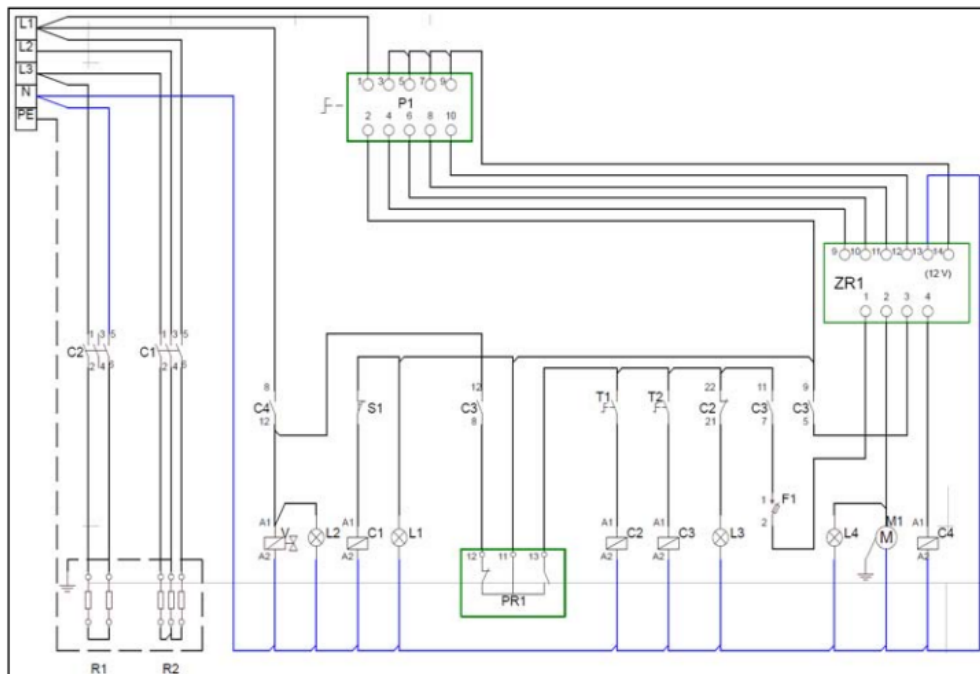 L1
L2
L3
N
PE
1 3 5 7 9
P1
2 4 6 8 10
9 10 11 12 13 14
(12 V)
ZR1
1 2 3 4
1 3 5
C2
2 4 6
1 3 5
C1
2 4 6
8
C4
12
S1
12
C3
8
T1
T2
22
C2
21
11
C3
7
9
C3
5
1
F1
2
A1
V
A2
L2
A1
C1
A2
L1
12 11 13
PR1
A1
C2
A2
A1
C3
A2
L3
L4
M1
M
A1
C4
A2
R1
R2